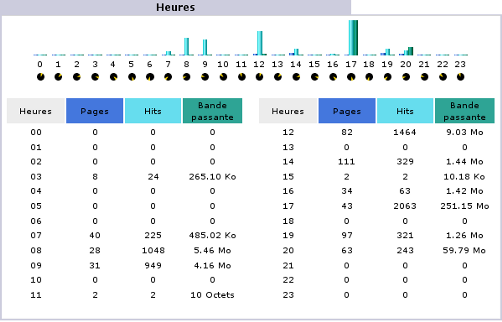 Heures
0 1 2 3 4 5 6 7 8 9 10 11 12 13 14 15 16 17 18 19 20 21 22 23
Heures Pages Hits Bande passante Heures Pages Hits Bande passante
00 0 0 0 12 82 1464 9.03 Mo
01 0 0 0 13 0 0 0
02 0 0 0 14 111 329 1.44 Mo
03 8 24 265.10 Ko 15 2 2 10.18 Ko
04 0 0 0 16 34 63 1.42 Mo
05 0 0 0 17 43 2063 251.15 Mo
06 0 0 0 18 0 0 0
07 40 225 485.02 Ko 19 97 321 1.26 Mo
08 28 1048 5.46 Mo 20 63 243 59.79 Mo
09 31 949 4.16 Mo 21 0 0 0
10 0 0 0 22 0 0 0
11 2 2 10 Octets 23 0 0 0